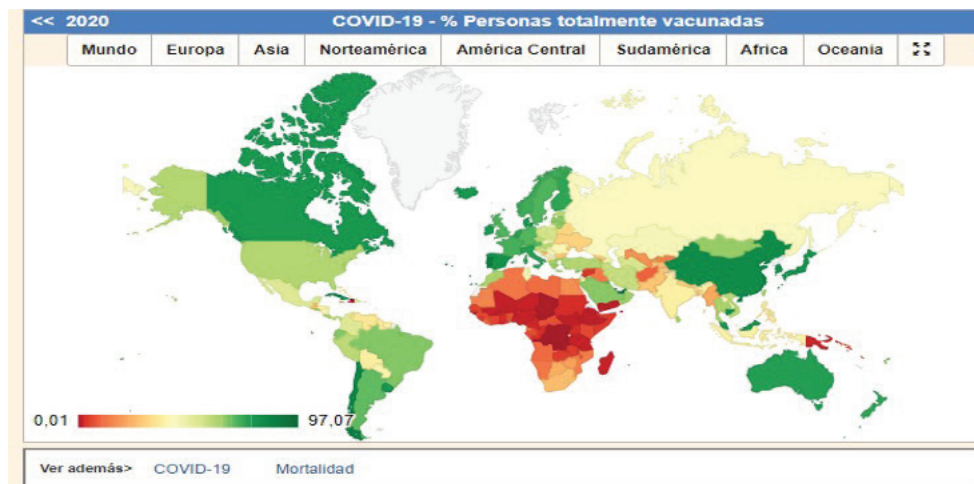 << 2020 COVID-19 - % Personas totalmente vacunadas
Mundo Europa Asia Norteamérica América Central Sudamérica Africa Oceania
0,01 97,07
Ver además> COVID-19 Mortalidad